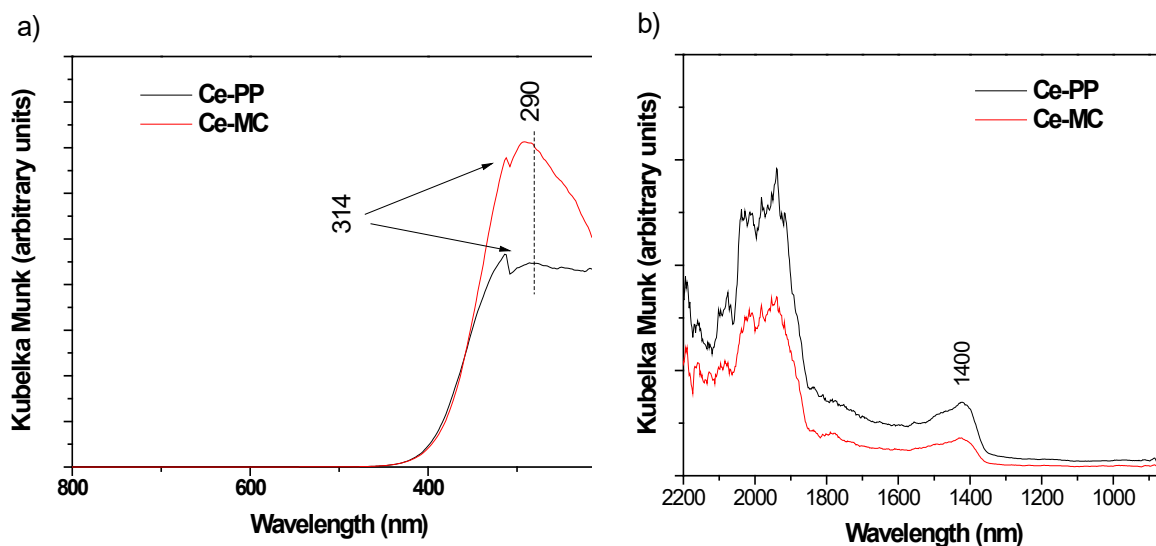 a)
Kubelka Munk (arbitrary units)
Ce-PP
Ce-MC
290
314
800
600
400
Wavelength (nm)
b)
Kubelka Munk (arbitrary units)
Ce-PP
Ce-MC
1400
2200 2000 1800 1600 1400 1200 1000
Wavelength (nm)